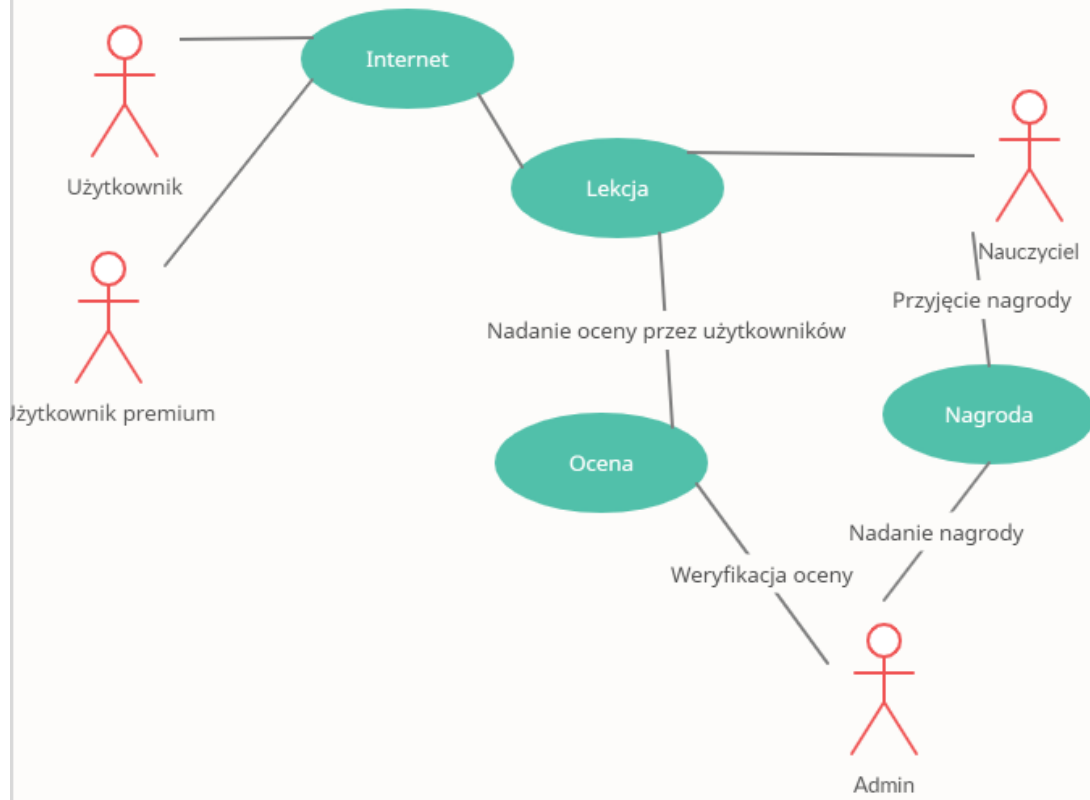 Internet
Użytkownik
Lekcja
Nauczyciel
Przyjęcie nagrody
Nadanie oceny przez użytkowników
Użytkownik premium
Nagroda
Ocena
Nadanie nagrody
Weryfikacja oceny
Admin